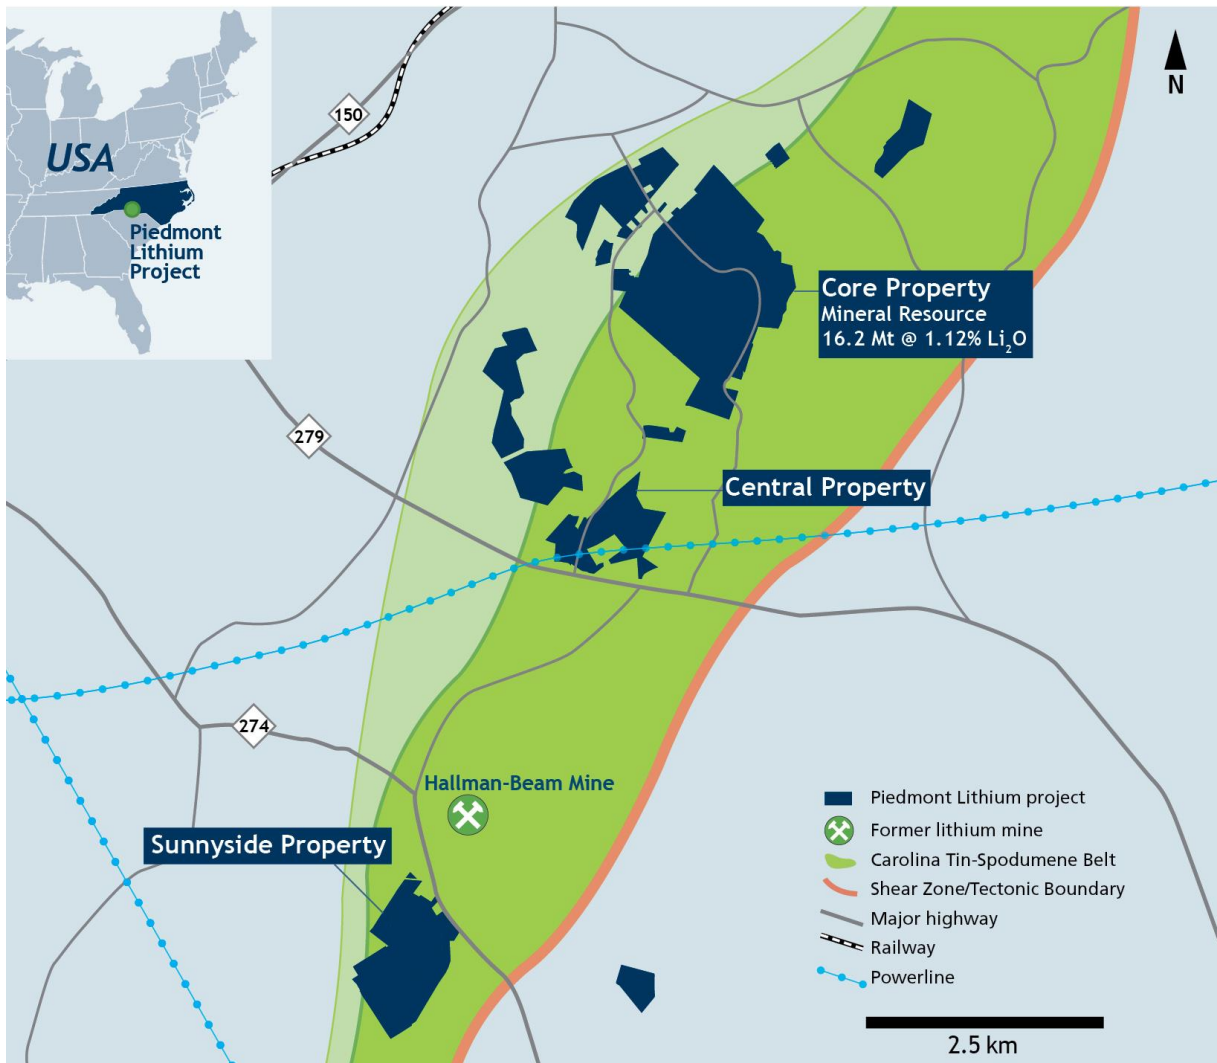 USA
Piedmont
Lithium
Project
150
N
Core Property
Mineral Resource
16.2 Mt @ 1.12% Li₂O
279
Central Property
274
Hallman-Beam Mine
Sunnyside Property
Piedmont Lithium project
Former lithium mine
Carolina Tin-Spodumene Belt
Shear Zone/Tectonic Boundary
Major highway
Railway
Powerline
2.5 km